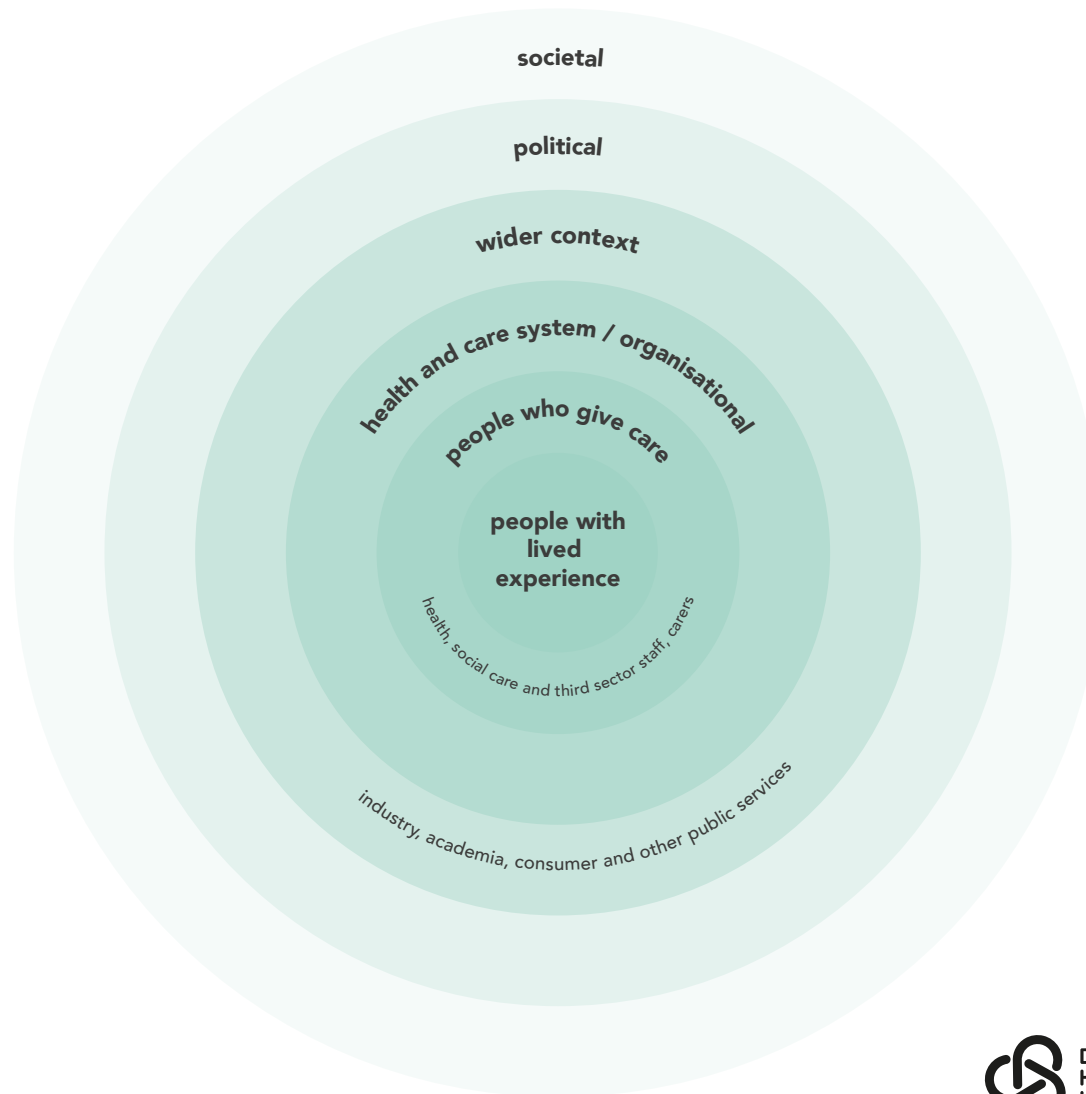 societal
political
wider context
health and care system / organisational
people who give care
people with
lived
experience
health, social care and third sector staff, carers
industry, academia, consumer and other public services